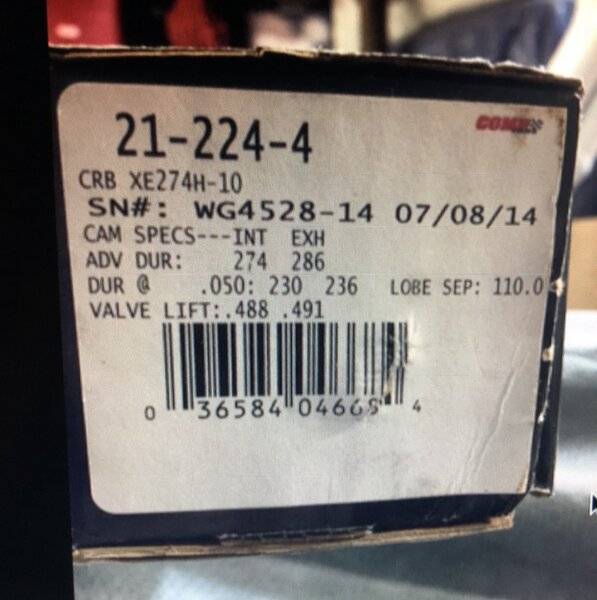 21-224-4
COMP
CRB XE274H-10
SN#: WG4528-14 07/08/14
CAM SPECS---INT EXH
ADV DUR: 274 286
DUR @ .050: 230 236 LOBE SEP: 110.0
VALVE LIFT:.488 .491
0 36584 04669 4